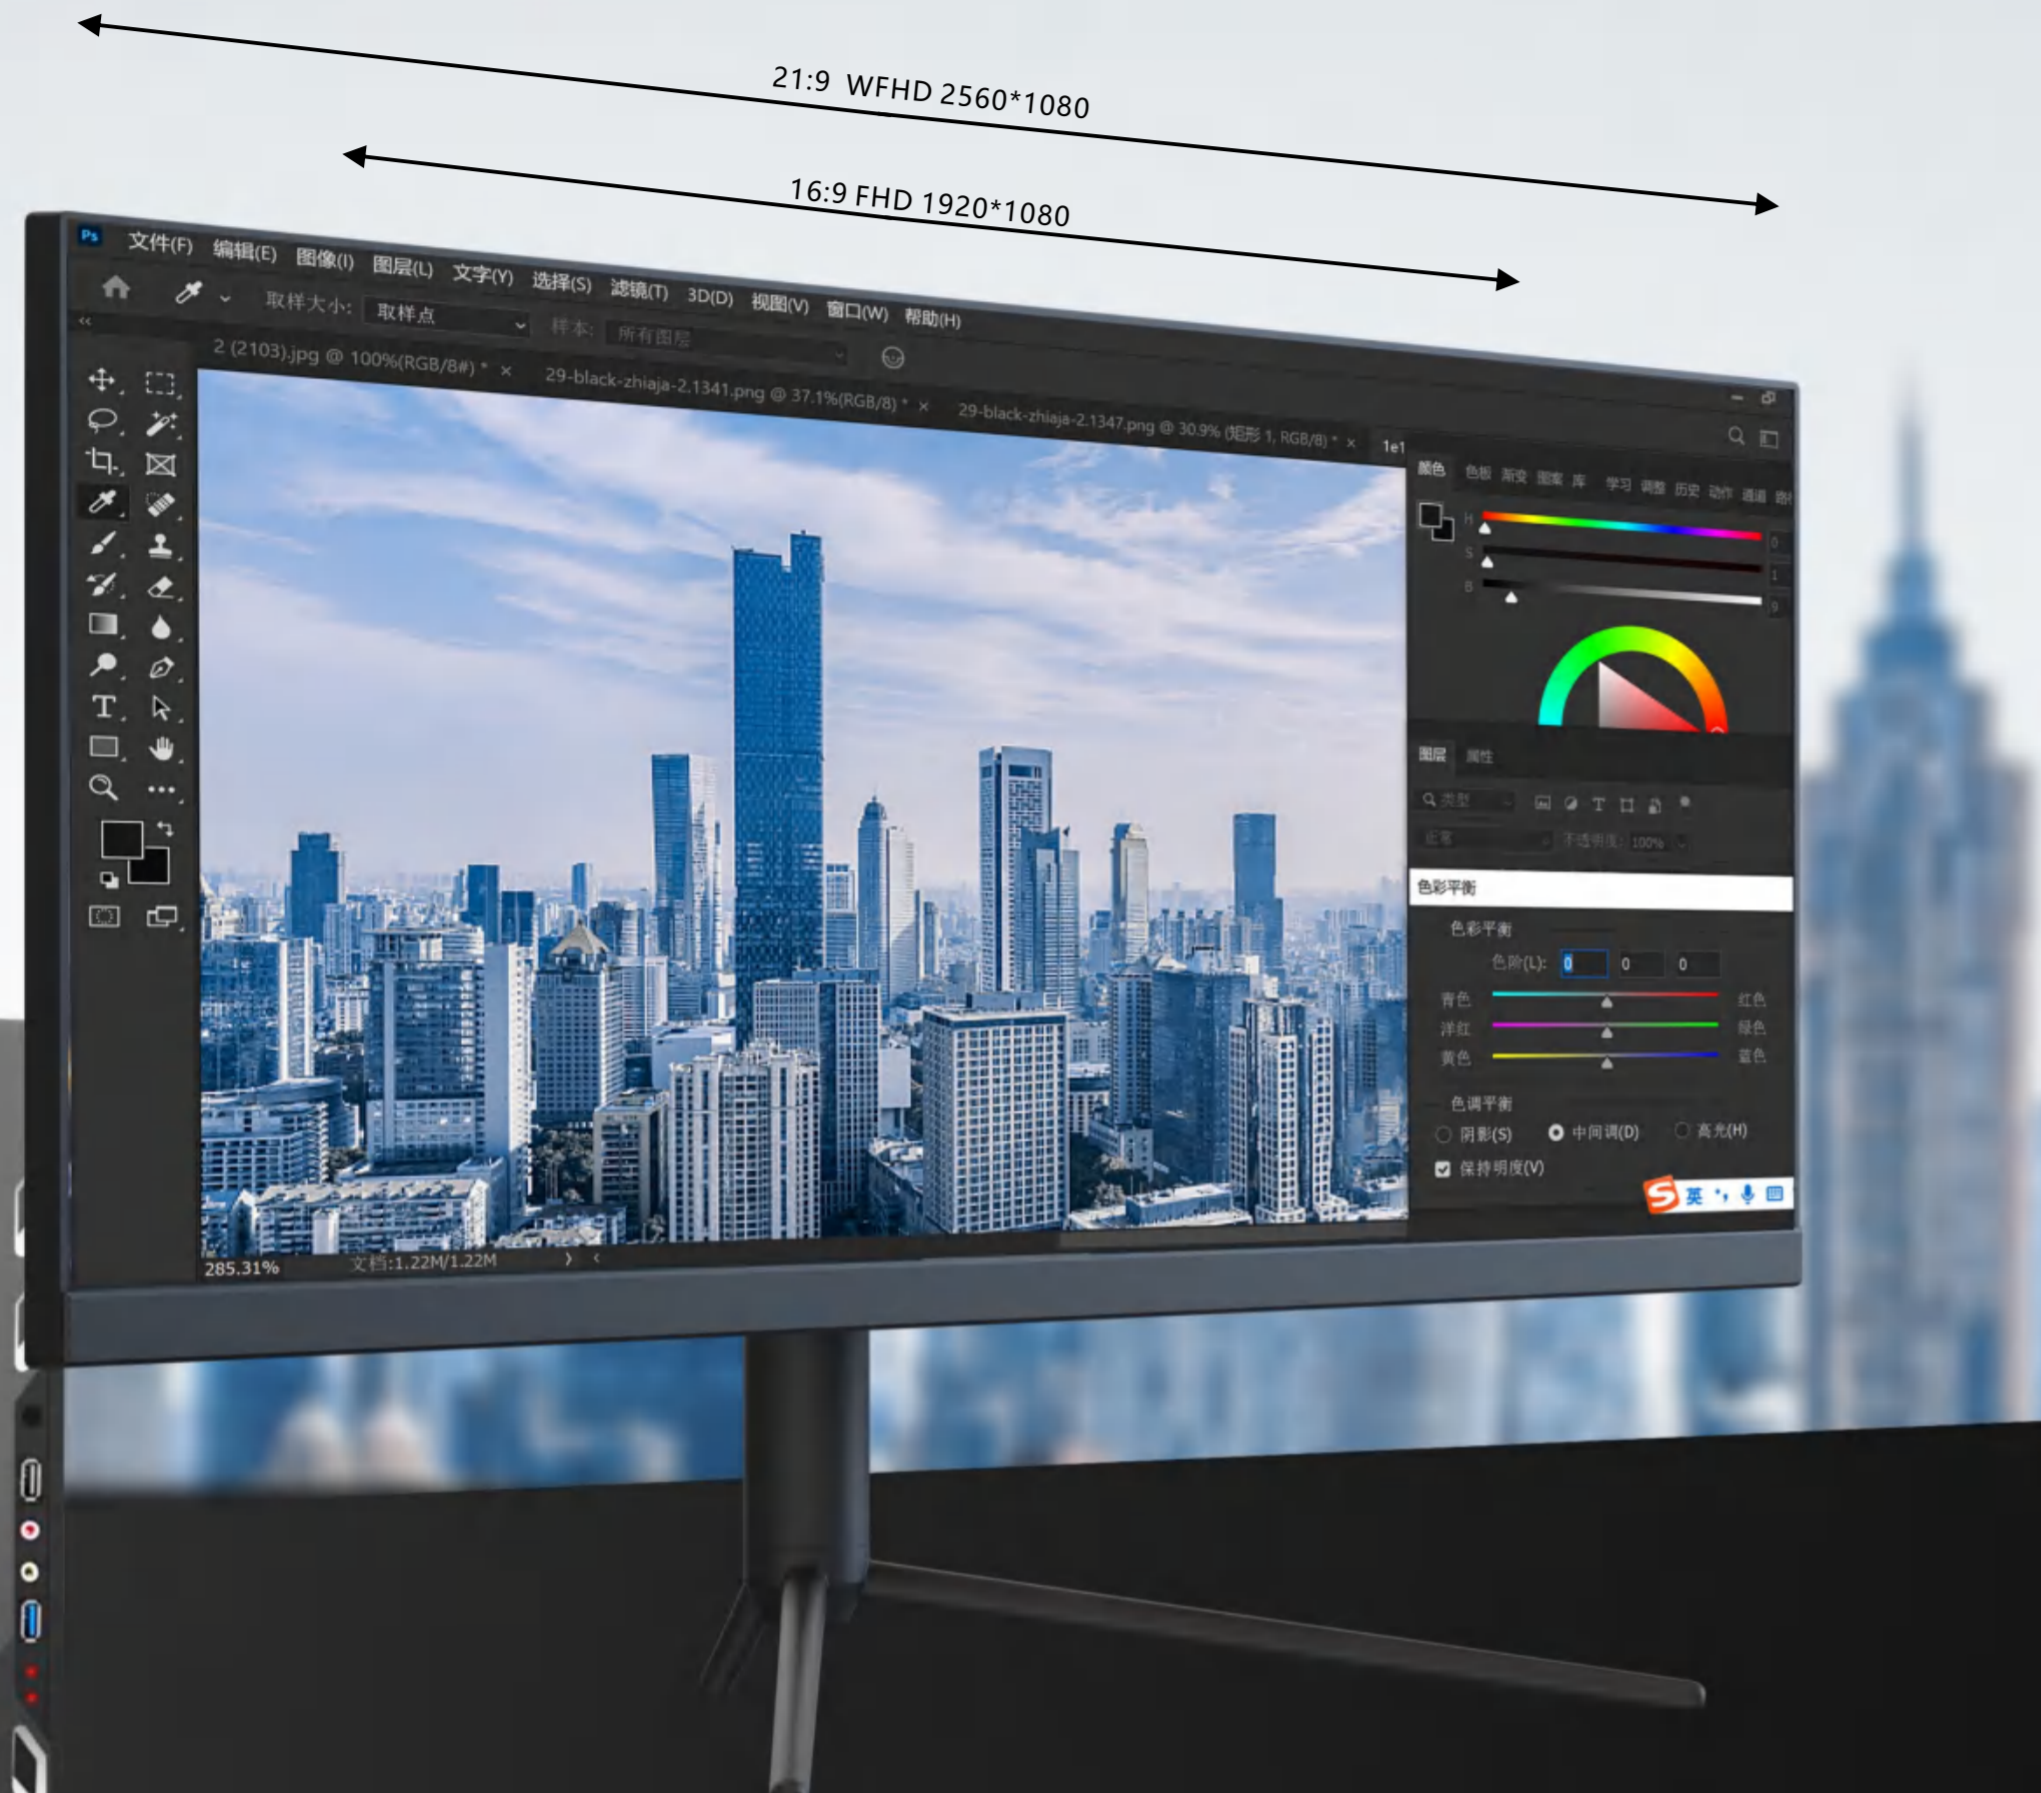 21:9 WFHD 2560*1080
16:9 FHD 1920*1080
Ps 文件(F) 编辑(E) 图像(I) 图层(L) 文字(Y) 选择(S) 滤镜(T) 3D(D) 视图(V) 窗口(W) 帮助(H)
取样大小: 取样点 样本: 所有图层
2 (2103).jpg @ 100%(RGB/8#) * × 29-black-zhiaja-2.1341.png @ 37.1%(RGB/8) * × 29-black-zhiaja-2.1347.png @ 30.9% (矩形 1, RGB/8) * × 1e1
颜色 色板 渐变 图案 库 学习 调整 历史 动作 通道
H 0
S 1
B 9
图层 属性
类型
正常 不透明度: 100%
色彩平衡
色彩平衡
色阶(L): 0 0 0
青色 红色
洋红 绿色
黄色 蓝色
色调平衡
阴影(S) 中间调(D) 高光(H)
保持明度(V)
S 英
285.31% 文档:1.22M/1.22M